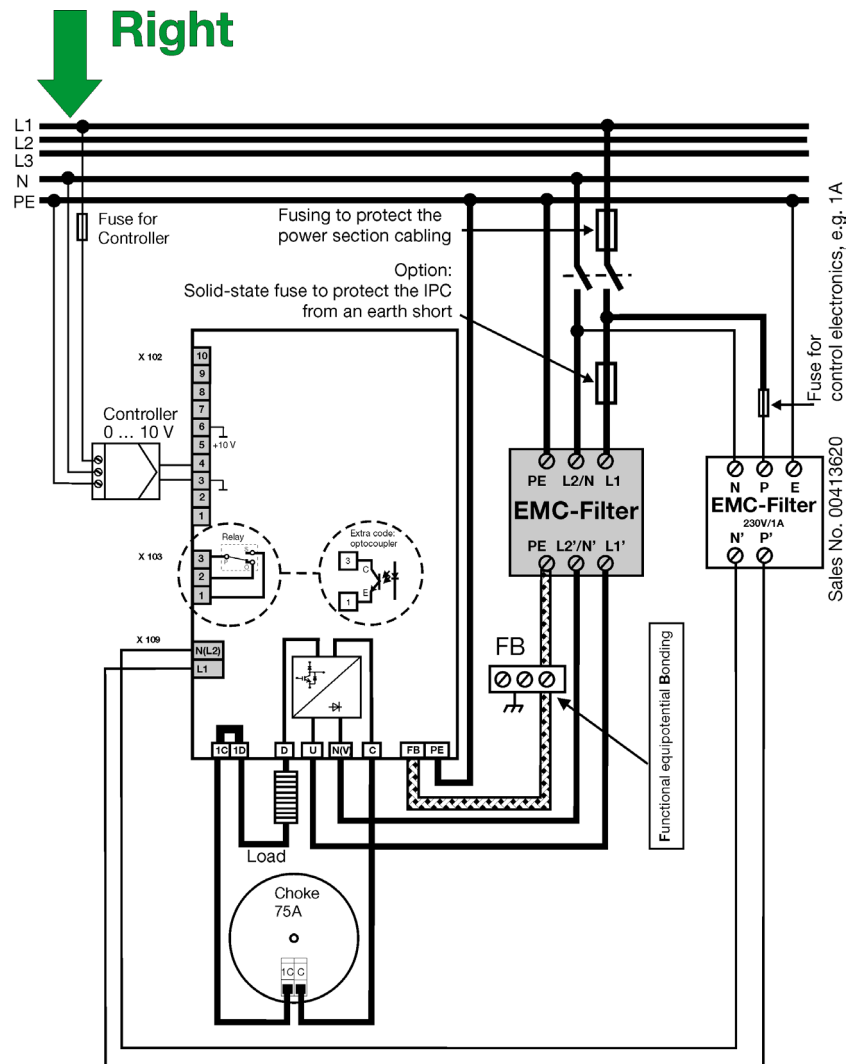 Right
L1
L2
L3
N
PE
Fuse for
Controller
Fusing to protect the
power section cabling
Option:
Solid-state fuse to protect the IPC
from an earth short
Fuse for
control electronics, e.g. 1A
Sales No. 00413620
X 102
10
9
8
7
6
5
+10 V
4
3
2
1
Controller
0 ... 10 V
X 103
3
2
1
Relay
S
P
Ö
Extra code:
optocoupler
3
C
E
1
X 109
N(L2)
L1
PE L2/N L1
EMC-Filter
PE L2'/N' L1'
N P E
EMC-Filter
230V/1A
N' P'
FB
Functional equipotential Bonding
1C 1D D U N(V) C FB PE
Load
Choke
75A
1C C